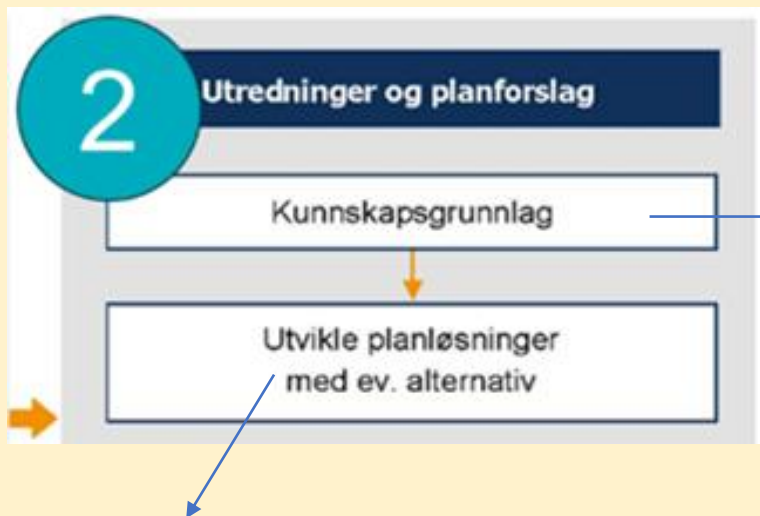 2
Utredninger og planforslag
Kunnskapsgrunnlag
Utvikle planløsninger
med ev. alternativ